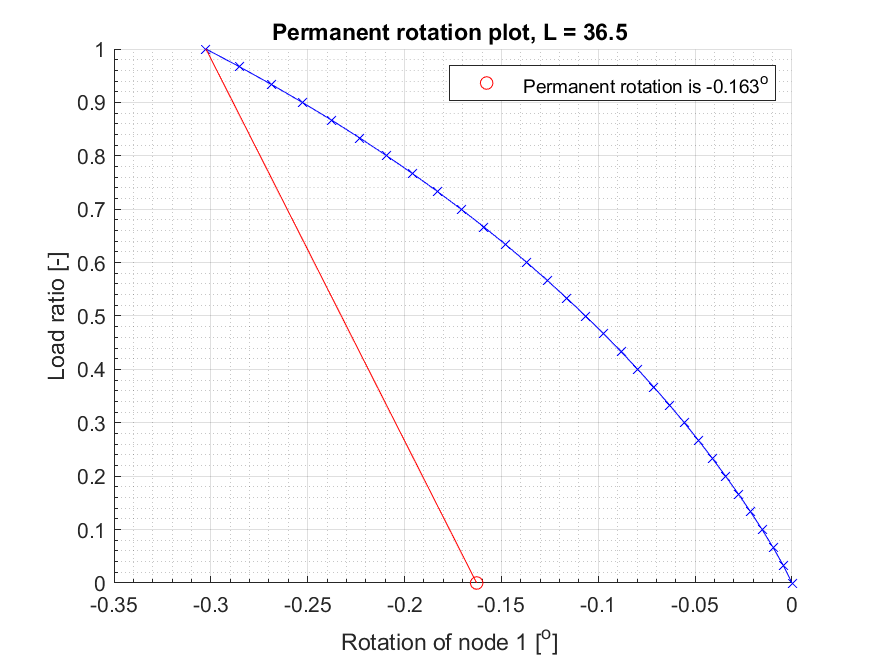 Permanent rotation plot, L = 36.5
Permanent rotation is -0.163°
Load ratio [-]
1
0.9
0.8
0.7
0.6
0.5
0.4
0.3
0.2
0.1
0
-0.35 -0.3 -0.25 -0.2 -0.15 -0.1 -0.05 0
Rotation of node 1 [°]